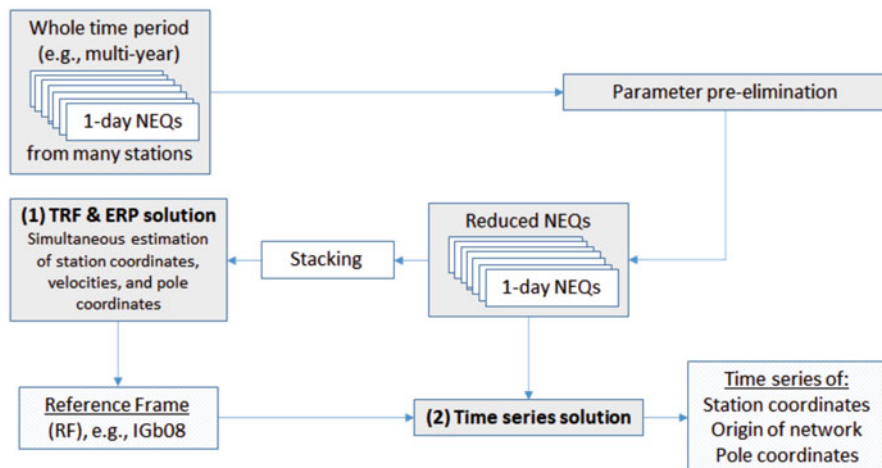 Whole time period
(e.g., multi-year)
1-day NEQs
from many stations
Parameter pre-elimination
(1) TRF & ERP solution
Simultaneous estimation
of station coordinates,
velocities, and pole
coordinates
Stacking
Reduced NEQs
1-day NEQs
Reference Frame
(RF), e.g., IGb08
(2) Time series solution
Time series of:
Station coordinates
Origin of network
Pole coordinates